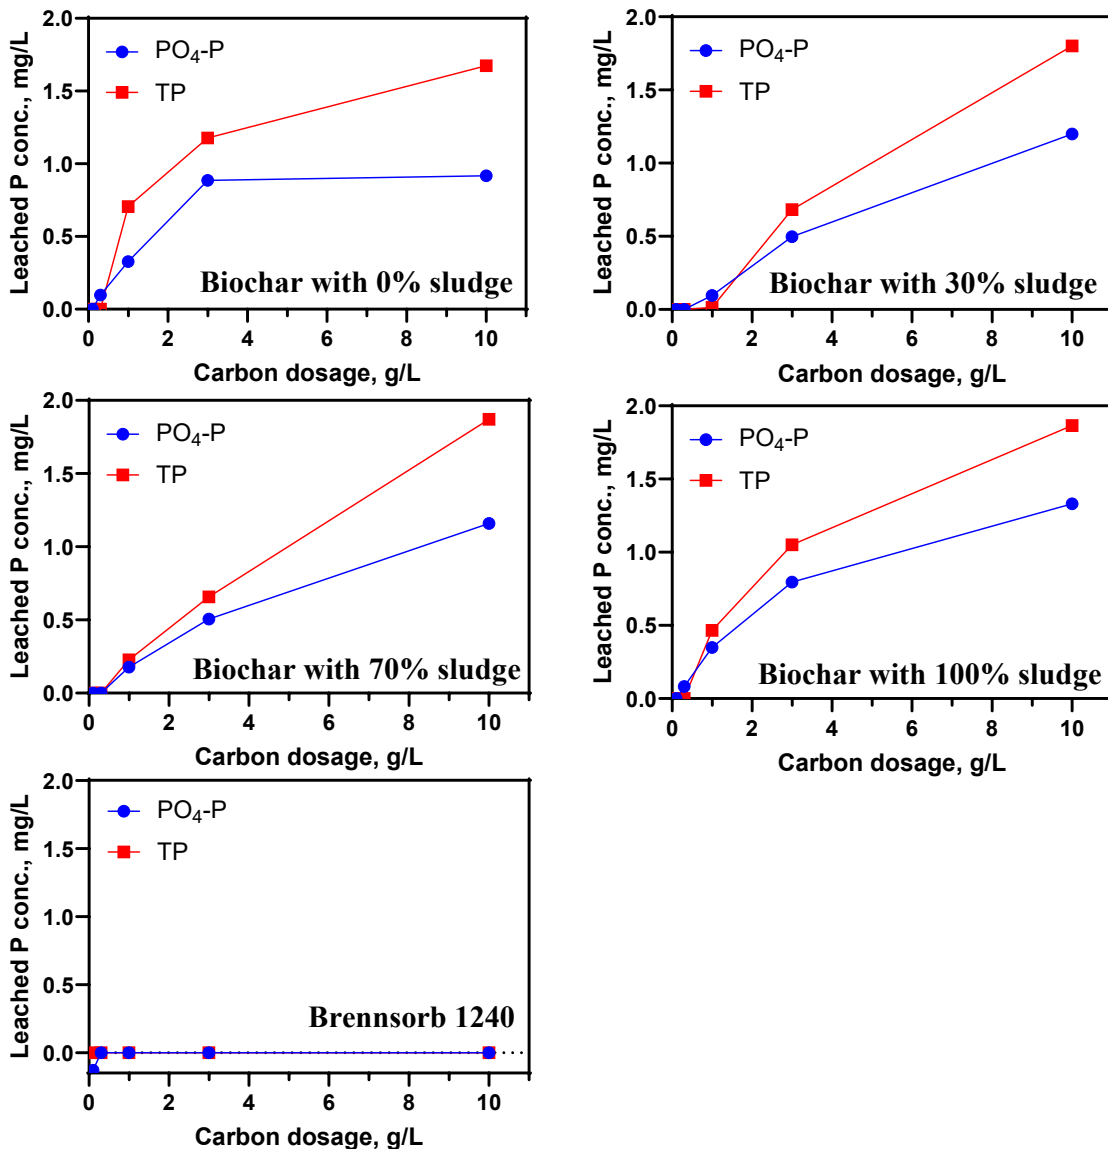 Leached P conc., mg/L
2.0
1.5
1.0
0.5
0.0
PO₄-P
TP
Biochar with 0% sludge
0 2 4 6 8 10
Carbon dosage, g/L
Leached P conc., mg/L
2.0
1.5
1.0
0.5
0.0
PO₄-P
TP
Biochar with 30% sludge
0 2 4 6 8 10
Carbon dosage, g/L
Leached P conc., mg/L
2.0
1.5
1.0
0.5
0.0
PO₄-P
TP
Biochar with 70% sludge
0 2 4 6 8 10
Carbon dosage, g/L
Leached P conc., mg/L
2.0
1.5
1.0
0.5
0.0
PO₄-P
TP
Biochar with 100% sludge
0 2 4 6 8 10
Carbon dosage, g/L
Leached P conc., mg/L
2.0
1.5
1.0
0.5
0.0
PO₄-P
TP
Brennsorb 1240
0 2 4 6 8 10
Carbon dosage, g/L